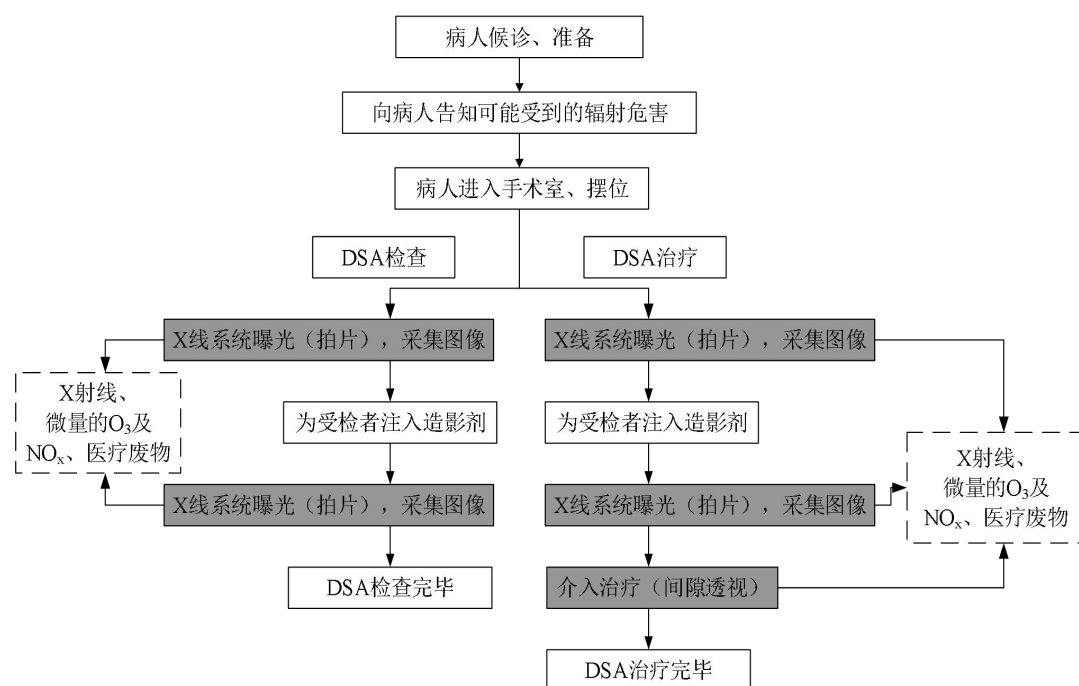 病人候诊、准备
向病人告知可能受到的辐射危害
病人进入手术室、摆位
DSA检查
DSA治疗
X线系统曝光（拍片），采集图像
X线系统曝光（拍片），采集图像
X射线、
微量的O₃及
NOₓ、医疗废物
为受检者注入造影剂
为受检者注入造影剂
X射线、
微量的O₃及
NOₓ、医疗废物
X线系统曝光（拍片），采集图像
X线系统曝光（拍片），采集图像
DSA检查完毕
介入治疗（间隙透视）
DSA治疗完毕